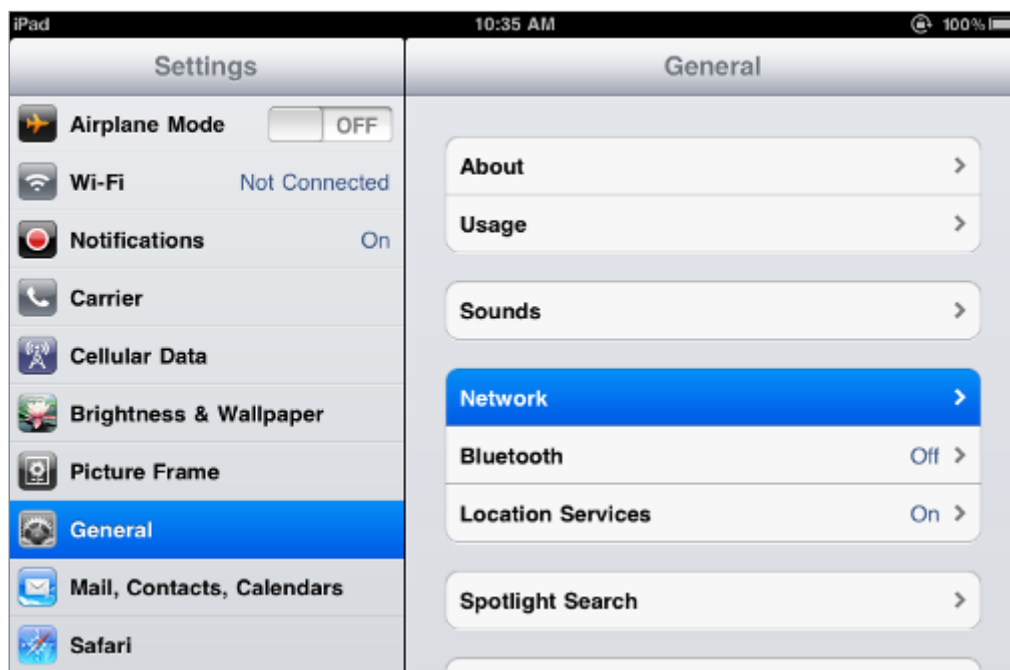 iPad 10:35 AM 100%
Settings
Airplane Mode OFF
Wi-Fi Not Connected
Notifications On
Carrier
Cellular Data
Brightness & Wallpaper
Picture Frame
General
Mail, Contacts, Calendars
Safari
General
About
Usage
Sounds
Network
Bluetooth Off
Location Services On
Spotlight Search